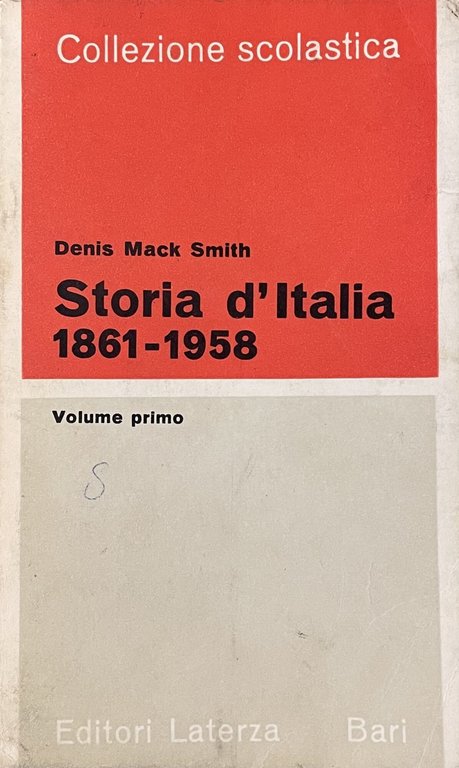 Collezione scolastica
Denis Mack Smith
Storia d'Italia
1861-1958
Volume primo
S
Editori Laterza Bari